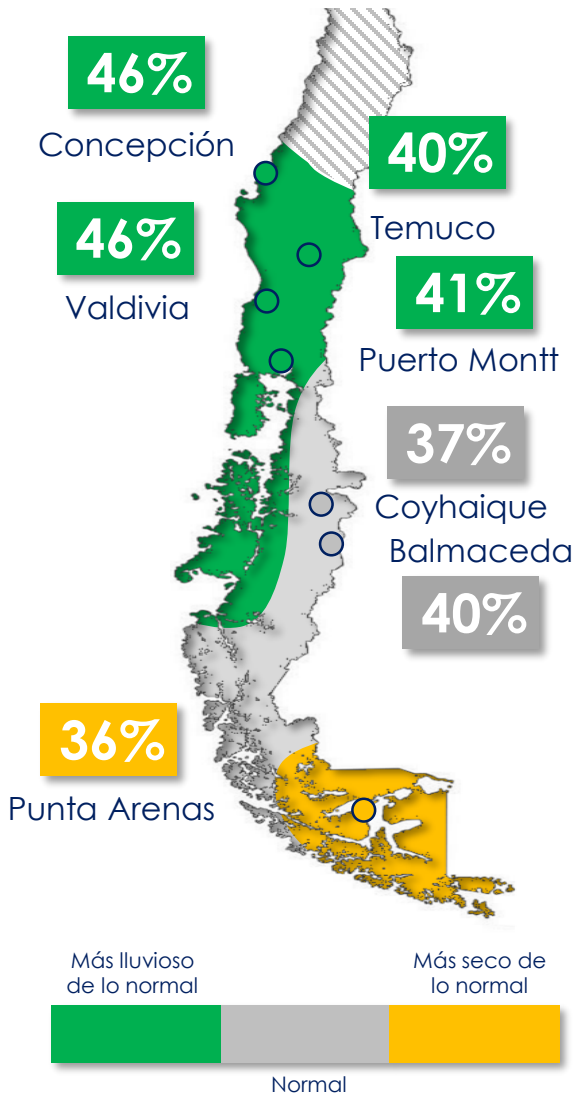 46%
Concepción
40%
Temuco
46%
Valdivia
41%
Puerto Montt
37%
Coyhaique
Balmaceda
40%
36%
Punta Arenas
Más lluvioso
de lo normal
Más seco de
lo normal
Normal